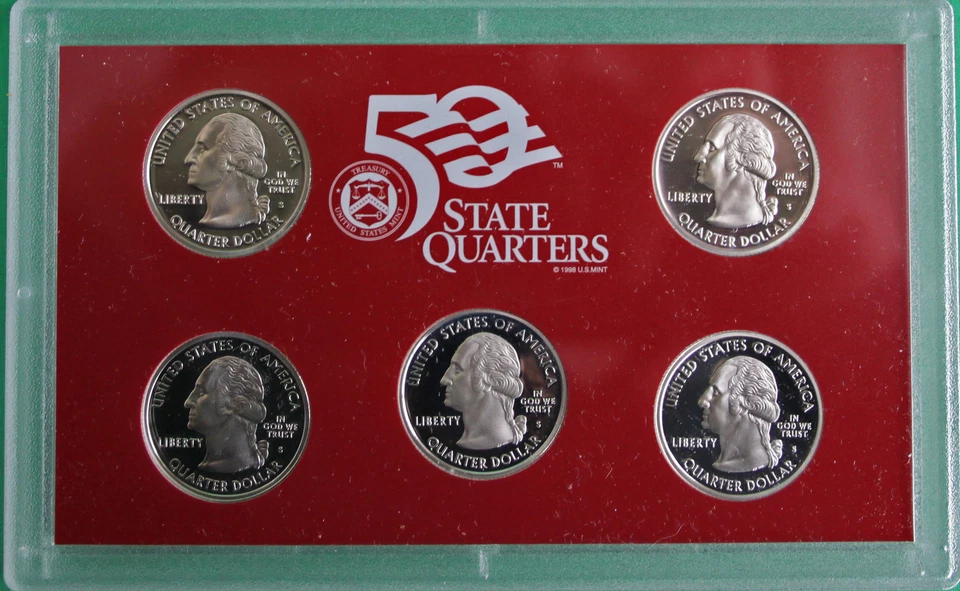 UNITED STATES OF AMERICA
LIBERTY
IN
GOD WE
TRUST
S
QUARTER DOLLAR
50
TM
STATE
QUARTERS
© 1998 U.S.MINT
TREASURY
UNITED STATES MINT
UNITED STATES OF AMERICA
LIBERTY
IN
GOD WE
TRUST
S
QUARTER DOLLAR
UNITED STATES OF AMERICA
LIBERTY
IN
GOD WE
TRUST
S
QUARTER DOLLAR
UNITED STATES OF AMERICA
LIBERTY
IN
GOD WE
TRUST
S
QUARTER DOLLAR
UNITED STATES OF AMERICA
LIBERTY
IN
GOD WE
TRUST
S
QUARTER DOLLAR